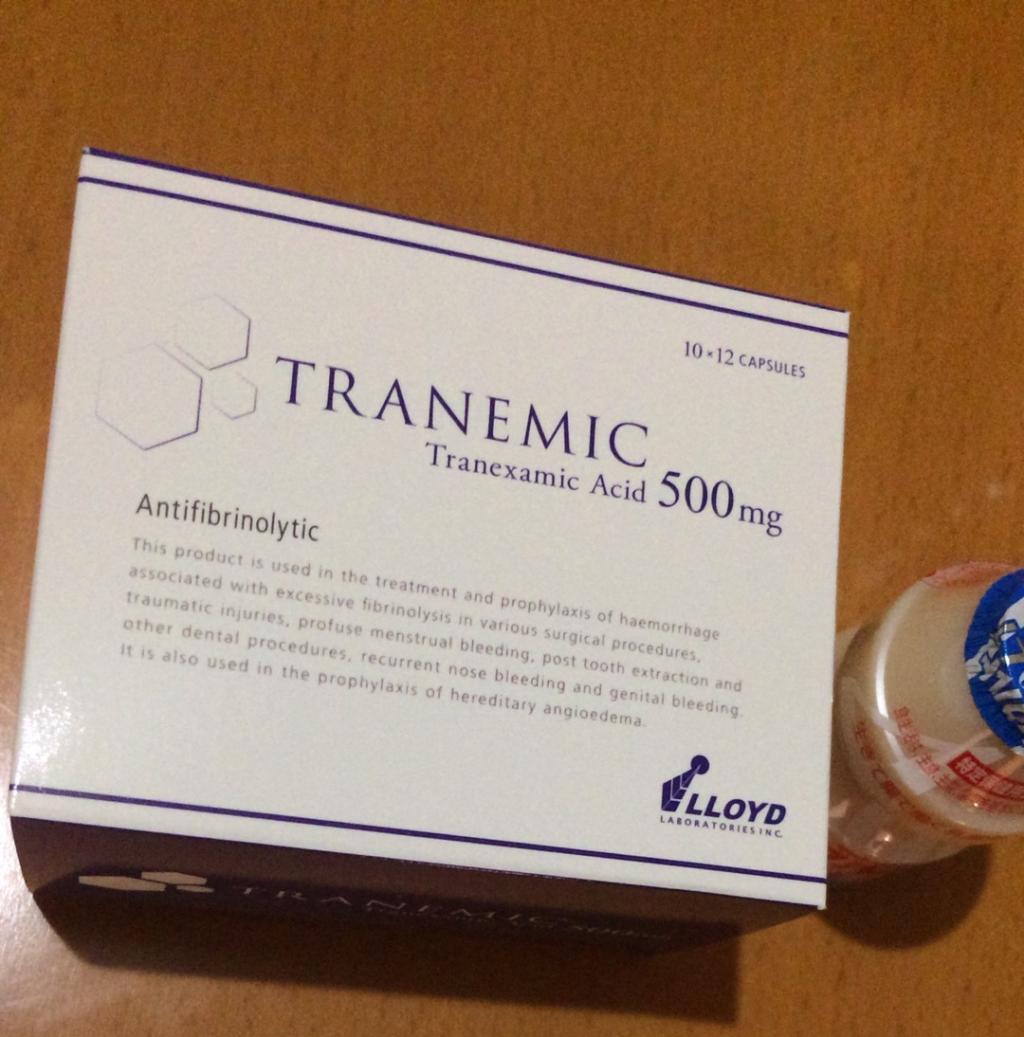 10×12 CAPSULES
TRANEMIC
Tranexamic Acid 500mg
Antifibrinolytic
This product is used in the treatment and prophylaxis of haemorrhage
associated with excessive fibrinolysis in various surgical procedures,
traumatic injuries, profuse menstrual bleeding, post tooth extraction and
other dental procedures, recurrent nose bleeding and genital bleeding.
It is also used in the prophylaxis of hereditary angioedema.
LLOYD
LABORATORIES INC.
TRANEMIC